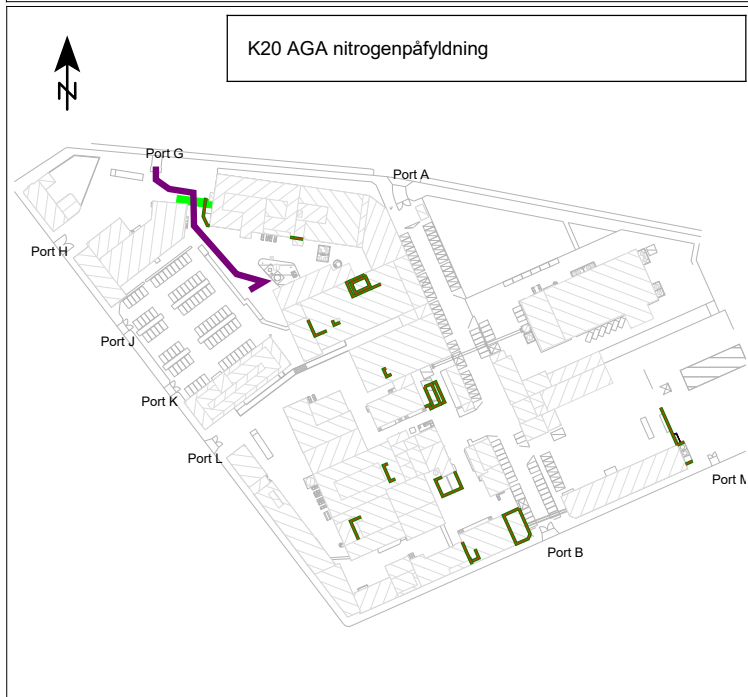 K20 AGA nitrogenpåfyldning
N
Port G
Port A
Port H
Port J
Port K
Port L
Port M
Port B